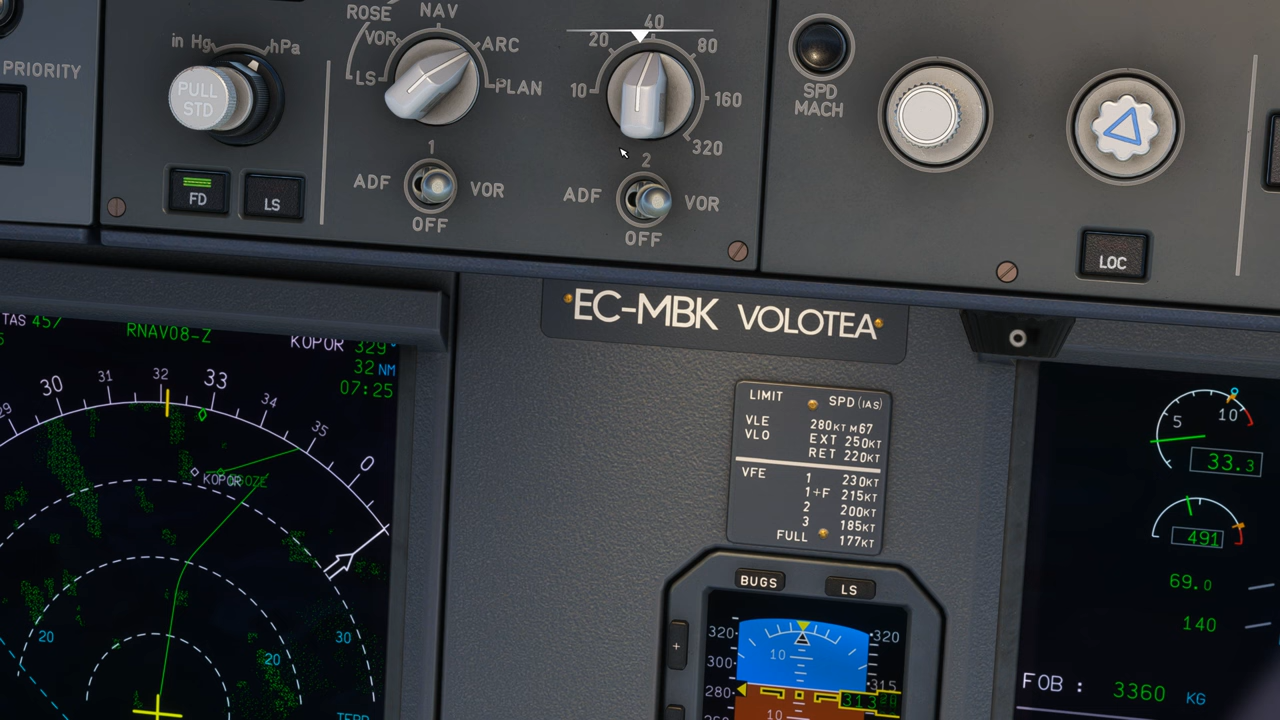 in Hg hPa
PULL STD
PRIORITY
ROSE NAV
VOR ARC
LS PLAN
10 20 40 80 160 320
SPD
MACH
FD LS
1
ADF VOR
OFF
2
ADF VOR
OFF
LOC
EC-MBK VOLOTEA
LIMIT SPD (IAS)
VLE 280KT M67
VLO EXT 250KT
RET 220KT
VFE 1 230KT
1+F 215KT
2 200KT
3 185KT
FULL 177KT
TAS 457 RNAV08-Z KOPOR 329°
32 NM
07:25
29 30 31 32 33 34 35 0
KOPOR
20 20 30
TERR
BUGS LS
+
320 320
300 10
315
280
10
5 10
33.3
491
69.0
140
FOB : 3360 KG